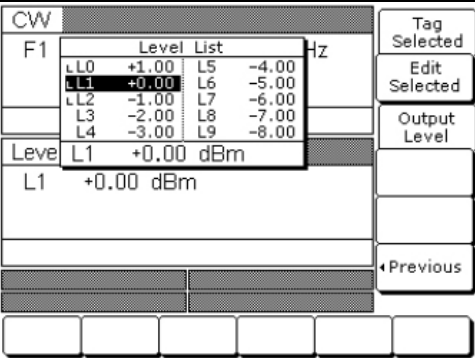 CW
F1 Hz
Level List
LL0 +1.00 L5 -4.00
LL1 +0.00 L6 -5.00
LL2 -1.00 L7 -6.00
L3 -2.00 L8 -7.00
L4 -3.00 L9 -8.00
L1 +0.00 dBm
Leve
L1 +0.00 dBm
Tag
Selected
Edit
Selected
Output
Level
Previous